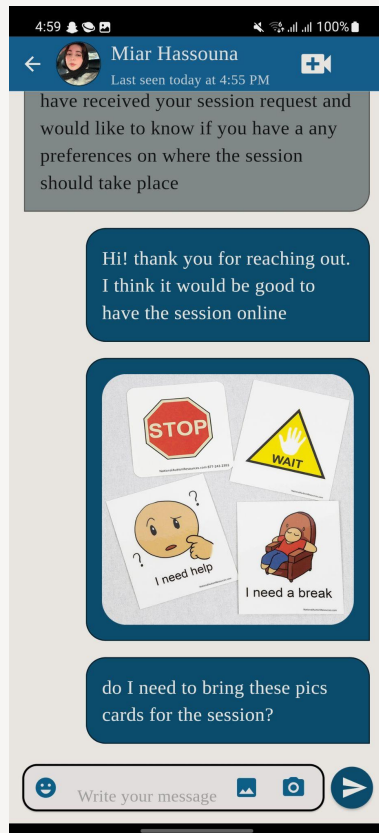 4:59
100%
Miar Hassouna
Last seen today at 4:55 PM
have received your session request and
would like to know if you have a any
preferences on where the session
should take place
Hi! thank you for reaching out.
I think it would be good to
have the session online
STOP
WAIT
?
?
I need help
I need a break
do I need to bring these pics
cards for the session?
Write your message